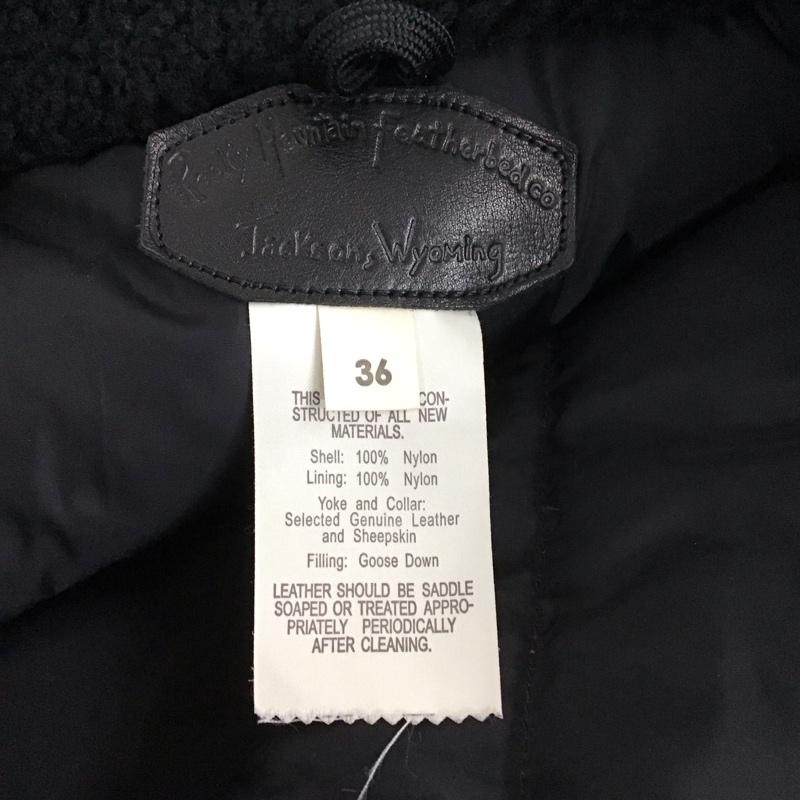 Rocky Mountain Featherbed co
Jackson, Wyoming
36
THIS CON-
STRUCTED OF ALL NEW
MATERIALS.
Shell: 100% Nylon
Lining: 100% Nylon
Yoke and Collar:
Selected Genuine Leather
and Sheepskin
Filling: Goose Down
LEATHER SHOULD BE SADDLE
SOAPED OR TREATED APPRO-
PRIATELY PERIODICALLY
AFTER CLEANING.